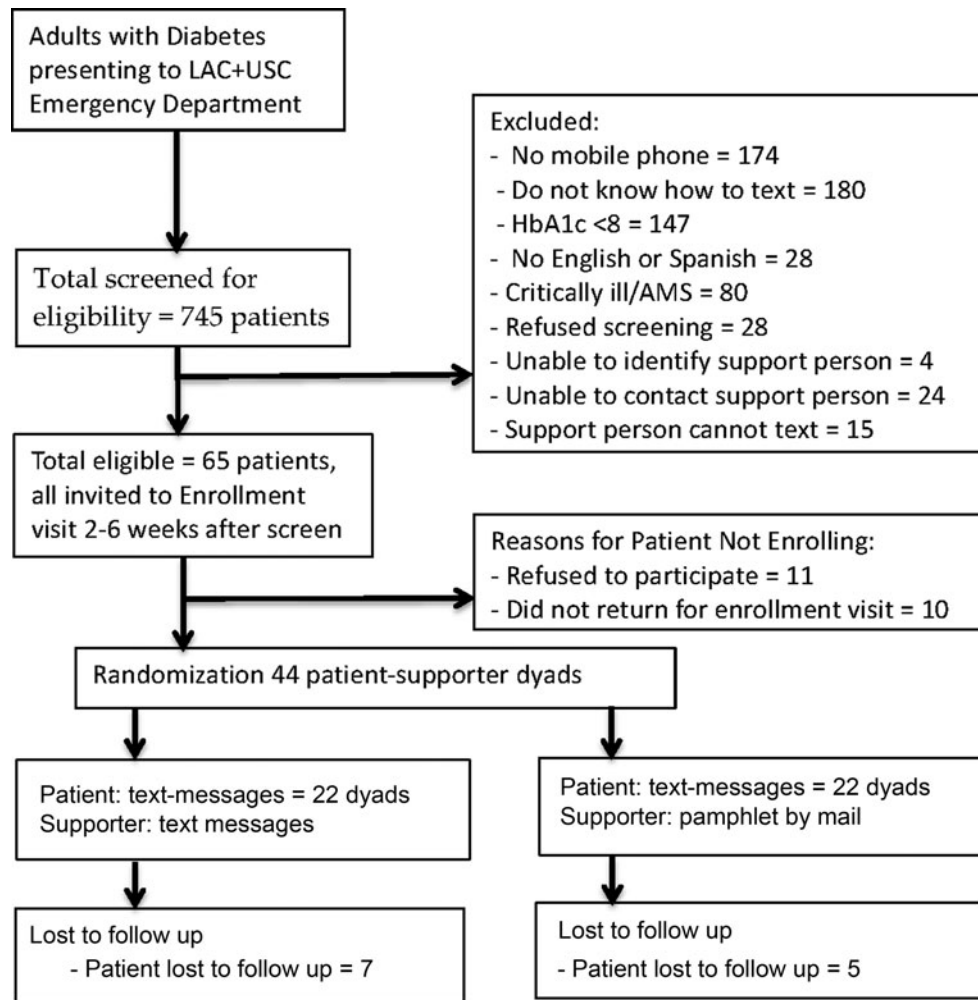 Adults with Diabetes
presenting to LAC+USC
Emergency Department
Excluded:
- No mobile phone = 174
- Do not know how to text = 180
- HbA1c <8 = 147
- No English or Spanish = 28
- Critically ill/AMS = 80
- Refused screening = 28
- Unable to identify support person = 4
- Unable to contact support person = 24
- Support person cannot text = 15
Total screened for
eligibility = 745 patients
Total eligible = 65 patients,
all invited to Enrollment
visit 2-6 weeks after screen
Reasons for Patient Not Enrolling:
- Refused to participate = 11
- Did not return for enrollment visit = 10
Randomization 44 patient-supporter dyads
Patient: text-messages = 22 dyads
Supporter: text messages
Patient: text-messages = 22 dyads
Supporter: pamphlet by mail
Lost to follow up
- Patient lost to follow up = 7
Lost to follow up
- Patient lost to follow up = 5